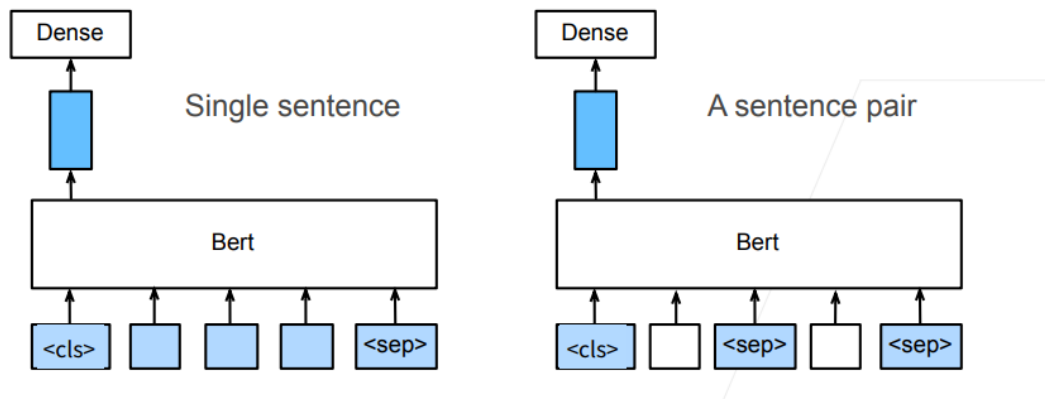 Dense
Single sentence
Bert
<cls>
<sep>
Dense
A sentence pair
Bert
<cls>
<sep>
<sep>